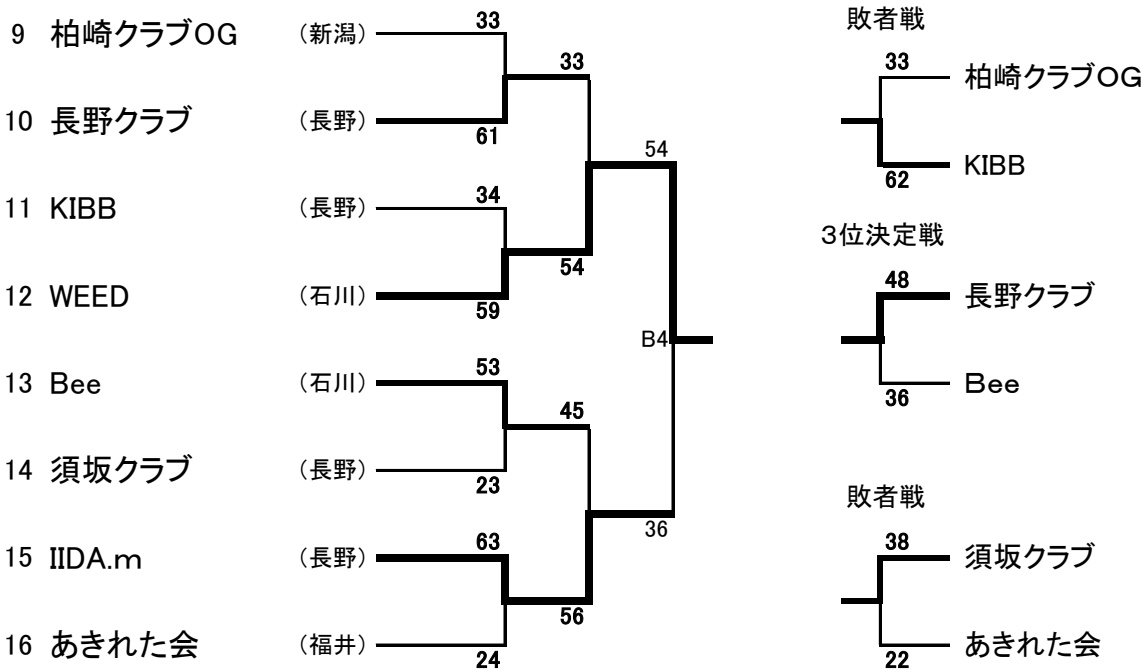 9 柏崎クラブOG (新潟) 33
33
10 長野クラブ (長野) 61
54
11 KIBB (長野) 34
54
12 WEED (石川) 59
B4
13 Bee (石川) 53
45
14 須坂クラブ (長野) 23
36
15 IIDA.m (長野) 63
56
16 あきれた会 (福井) 24
敗者戦
33 柏崎クラブOG
62 KIBB
3位決定戦
48 長野クラブ
36 Bee
敗者戦
38 須坂クラブ
22 あきれた会